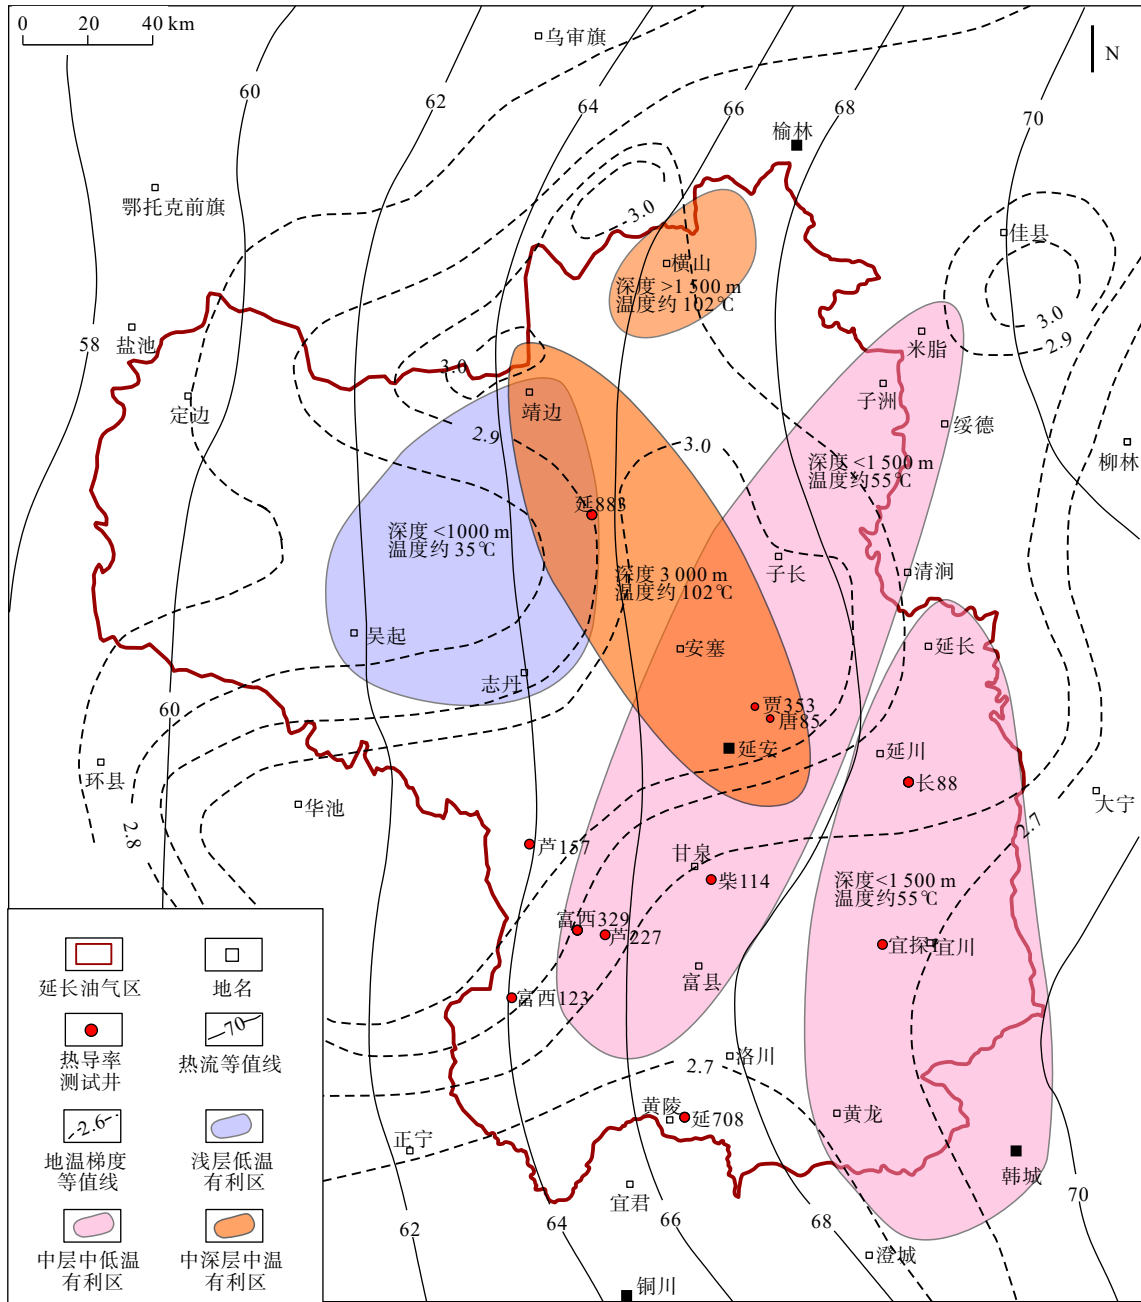 0 20 40 km
乌审旗
N
60
62
64
66
68
70
榆林
鄂托克前旗
3.0
佳县
横山
深度 >1 500 m
温度约 102℃
3.0
2.9
盐池
58
米脂
3.0
子洲
定边
靖边
绥德
2.9
3.0
柳林
深度 <1 500 m
温度约55℃
延883
深度 <1000 m
温度约 35℃
子长
清涧
深度 3 000 m
温度约 102℃
吴起
安塞
延长
志丹
贾353
60
唐85
延安
延川
环县
长88
华池
大宁
2.8
2.7
芦157
甘泉
柴114
深度<1 500 m
温度约55℃
富西329
芦227
宜探1
宜川
富县
富西123
洛川
2.7
黄陵
延708
黄龙
正宁
韩城
宜君
70
62
64
66
68
澄城
铜川
延长油气区
地名
热导率
测试井
70
热流等值线
2.6
地温梯度
等值线
浅层低温
有利区
中层中低温
有利区
中深层中温
有利区